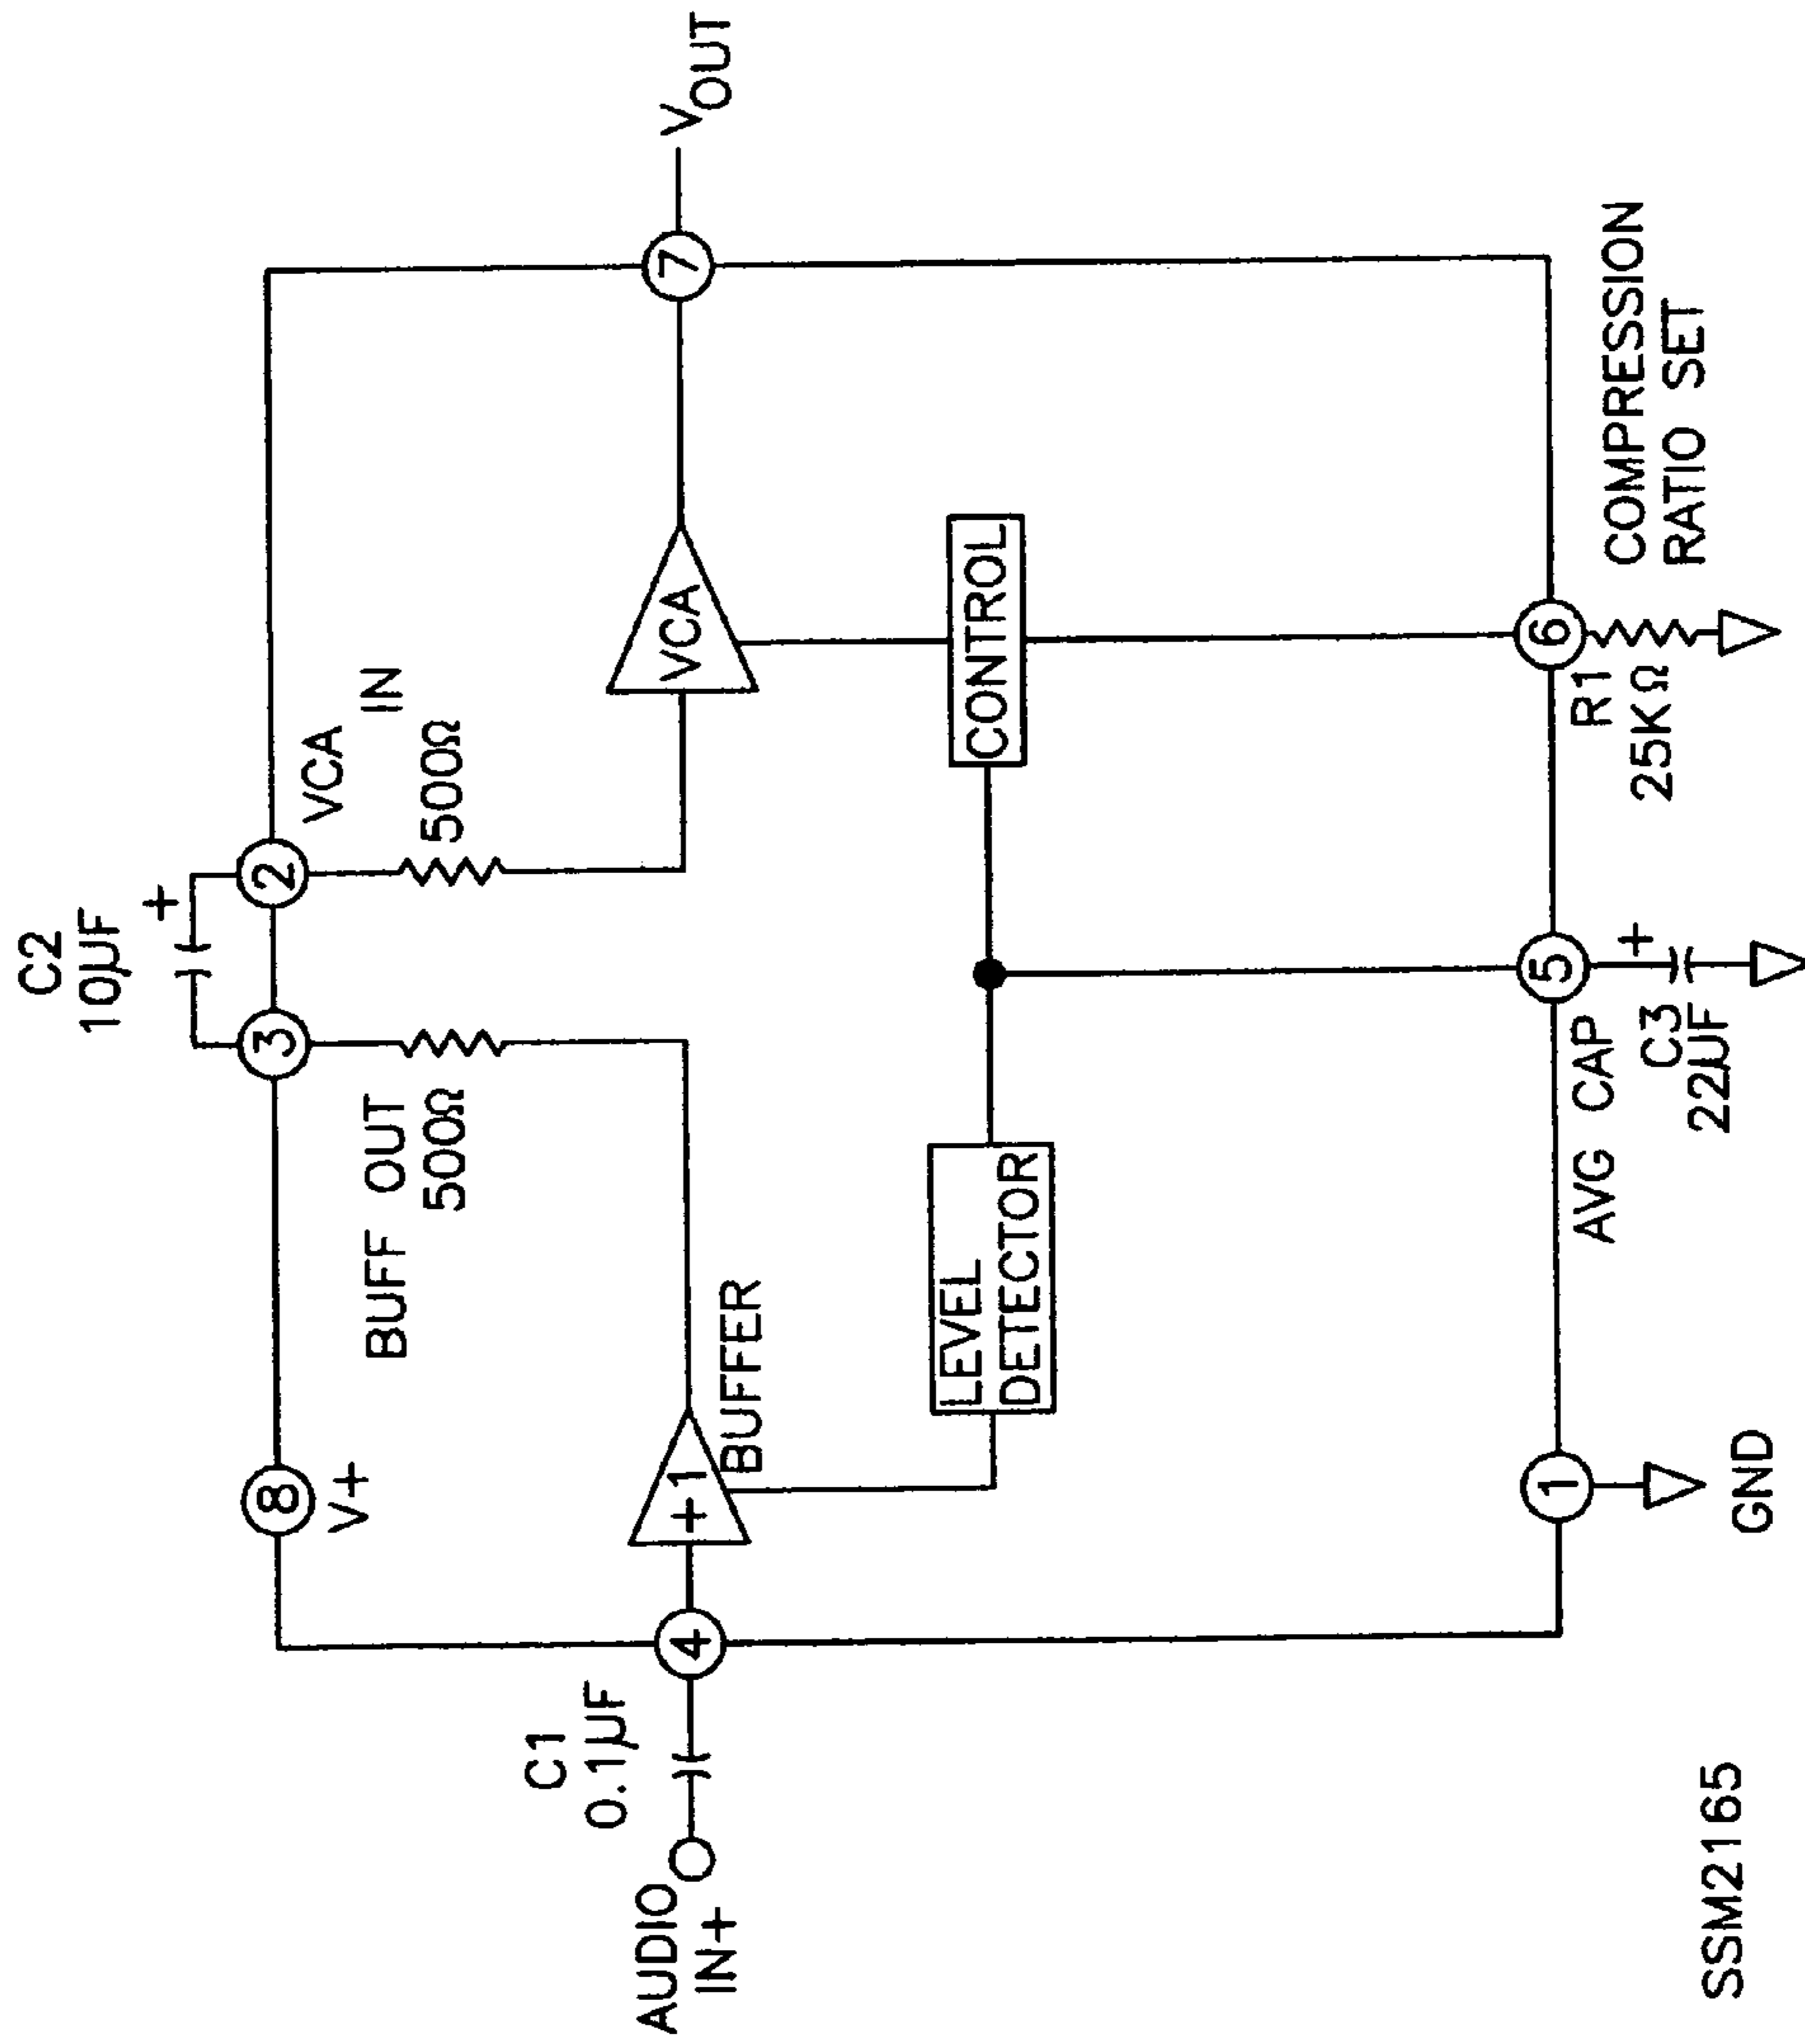 C2
10µF
+
3
2
8
V+
BUFF OUT
500Ω
VCA
IN
500Ω
C1
0.1µF
AUDIO
IN+
4
+1
BUFFER
VCA
7
VOUT
LEVEL
DETECTOR
CONTROL
1
GND
5
AVG CAP
+
C3
22µF
6
R1
25KΩ
COMPRESSION
RATIO SET
SSM2165